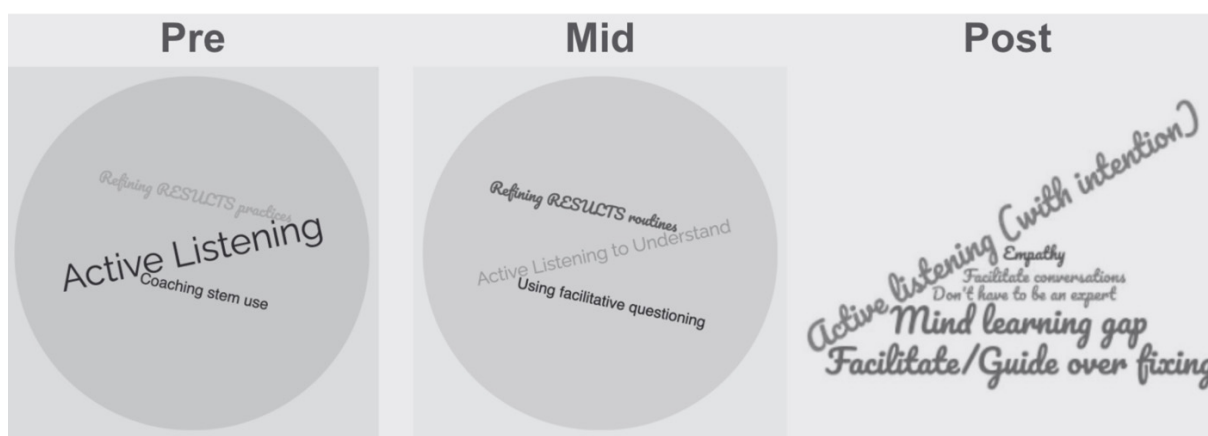 Pre
Refining RESULTS practices
Active Listening
Coaching stem use
Mid
Refining RESULTS routines
Active Listening to Understand
Using facilitative questioning
Post
Active listening (with intention)
Empathy
Facilitate conversations
Don't have to be an expert
Mind learning gap
Facilitate/Guide over fixing